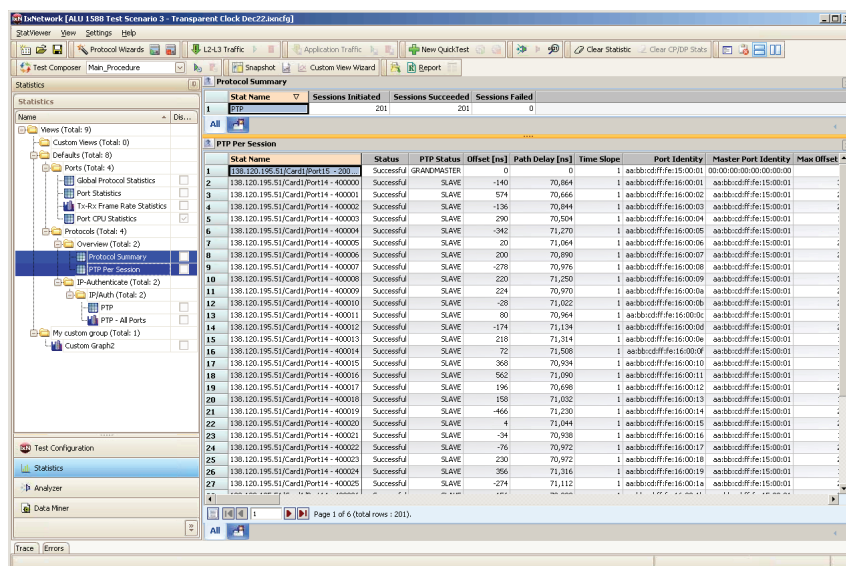 IxNetwork [ALU 1588 Test Scenario 3 - Transparent Clock Dec22.ixncfg]
StatViewer View Settings Help
Protocol Wizards L2-L3 Traffic Application Traffic New QuickTest Clear Statistic Clear CP/DP Stats
Test Composer Main_Procedure Snapshot Custom View Wizard Report
Statistics
Statistics
Name Dis...
Views (Total: 9)
Custom Views (Total: 0)
Defaults (Total: 8)
Ports (Total: 4)
Global Protocol Statistics
Port Statistics
Tx-Rx Frame Rate Statistics
Port CPU Statistics
Protocols (Total: 4)
Overview (Total: 2)
Protocol Summary
PTP Per Session
IP-Authenticate (Total: 2)
IP/Auth (Total: 2)
PTP
PTP - All Ports
My custom group (Total: 1)
Custom Graph2
Test Configuration
Statistics
Analyzer
Data Miner
Protocol Summary
Stat Name Sessions Initiated Sessions Succeeded Sessions Failed
1 PTP 201 201 0
All
PTP Per Session
Stat Name Status PTP Status Offset [ns] Path Delay [ns] Time Slope Port Identity Master Port Identity Max Offset
1 138.120.195.51/Card1/Port15 - 200... Successful GRANDMASTER 0 0 1 aa:bb:cd:ff:fe:15:00:01 00:00:00:00:00:00:00:00
2 138.120.195.51/Card1/Port14 - 400000 Successful SLAVE -140 70,864 1 aa:bb:cd:ff:fe:16:00:01 aa:bb:cd:ff:fe:15:00:01
3 138.120.195.51/Card1/Port14 - 400001 Successful SLAVE 574 70,666 1 aa:bb:cd:ff:fe:16:00:02 aa:bb:cd:ff:fe:15:00:01
4 138.120.195.51/Card1/Port14 - 400002 Successful SLAVE -136 70,844 1 aa:bb:cd:ff:fe:16:00:03 aa:bb:cd:ff:fe:15:00:01
5 138.120.195.51/Card1/Port14 - 400003 Successful SLAVE 290 70,504 1 aa:bb:cd:ff:fe:16:00:04 aa:bb:cd:ff:fe:15:00:01
6 138.120.195.51/Card1/Port14 - 400004 Successful SLAVE -342 71,270 1 aa:bb:cd:ff:fe:16:00:05 aa:bb:cd:ff:fe:15:00:01
7 138.120.195.51/Card1/Port14 - 400005 Successful SLAVE 20 71,064 1 aa:bb:cd:ff:fe:16:00:06 aa:bb:cd:ff:fe:15:00:01
8 138.120.195.51/Card1/Port14 - 400006 Successful SLAVE 200 70,890 1 aa:bb:cd:ff:fe:16:00:07 aa:bb:cd:ff:fe:15:00:01
9 138.120.195.51/Card1/Port14 - 400007 Successful SLAVE -278 70,976 1 aa:bb:cd:ff:fe:16:00:08 aa:bb:cd:ff:fe:15:00:01
10 138.120.195.51/Card1/Port14 - 400008 Successful SLAVE 220 71,250 1 aa:bb:cd:ff:fe:16:00:09 aa:bb:cd:ff:fe:15:00:01
11 138.120.195.51/Card1/Port14 - 400009 Successful SLAVE 224 70,970 1 aa:bb:cd:ff:fe:16:00:0a aa:bb:cd:ff:fe:15:00:01
12 138.120.195.51/Card1/Port14 - 400010 Successful SLAVE -28 71,022 1 aa:bb:cd:ff:fe:16:00:0b aa:bb:cd:ff:fe:15:00:01
13 138.120.195.51/Card1/Port14 - 400011 Successful SLAVE 80 70,964 1 aa:bb:cd:ff:fe:16:00:0c aa:bb:cd:ff:fe:15:00:01
14 138.120.195.51/Card1/Port14 - 400012 Successful SLAVE -174 71,134 1 aa:bb:cd:ff:fe:16:00:0d aa:bb:cd:ff:fe:15:00:01
15 138.120.195.51/Card1/Port14 - 400013 Successful SLAVE 218 71,314 1 aa:bb:cd:ff:fe:16:00:0e aa:bb:cd:ff:fe:15:00:01
16 138.120.195.51/Card1/Port14 - 400014 Successful SLAVE 72 71,508 1 aa:bb:cd:ff:fe:16:00:0f aa:bb:cd:ff:fe:15:00:01
17 138.120.195.51/Card1/Port14 - 400015 Successful SLAVE 368 70,934 1 aa:bb:cd:ff:fe:16:00:10 aa:bb:cd:ff:fe:15:00:01
18 138.120.195.51/Card1/Port14 - 400016 Successful SLAVE 562 71,090 1 aa:bb:cd:ff:fe:16:00:11 aa:bb:cd:ff:fe:15:00:01
19 138.120.195.51/Card1/Port14 - 400017 Successful SLAVE 196 70,698 1 aa:bb:cd:ff:fe:16:00:12 aa:bb:cd:ff:fe:15:00:01
20 138.120.195.51/Card1/Port14 - 400018 Successful SLAVE 158 71,032 1 aa:bb:cd:ff:fe:16:00:13 aa:bb:cd:ff:fe:15:00:01
21 138.120.195.51/Card1/Port14 - 400019 Successful SLAVE -466 71,230 1 aa:bb:cd:ff:fe:16:00:14 aa:bb:cd:ff:fe:15:00:01
22 138.120.195.51/Card1/Port14 - 400020 Successful SLAVE 4 71,044 1 aa:bb:cd:ff:fe:16:00:15 aa:bb:cd:ff:fe:15:00:01
23 138.120.195.51/Card1/Port14 - 400021 Successful SLAVE -34 70,938 1 aa:bb:cd:ff:fe:16:00:16 aa:bb:cd:ff:fe:15:00:01
24 138.120.195.51/Card1/Port14 - 400022 Successful SLAVE -76 70,972 1 aa:bb:cd:ff:fe:16:00:17 aa:bb:cd:ff:fe:15:00:01
25 138.120.195.51/Card1/Port14 - 400023 Successful SLAVE 230 70,972 1 aa:bb:cd:ff:fe:16:00:18 aa:bb:cd:ff:fe:15:00:01
26 138.120.195.51/Card1/Port14 - 400024 Successful SLAVE 356 71,316 1 aa:bb:cd:ff:fe:16:00:19 aa:bb:cd:ff:fe:15:00:01
27 138.120.195.51/Card1/Port14 - 400025 Successful SLAVE -274 71,112 1 aa:bb:cd:ff:fe:16:00:1a aa:bb:cd:ff:fe:15:00:01
1 Page 1 of 6 (total rows : 201).
All
Trace Errors